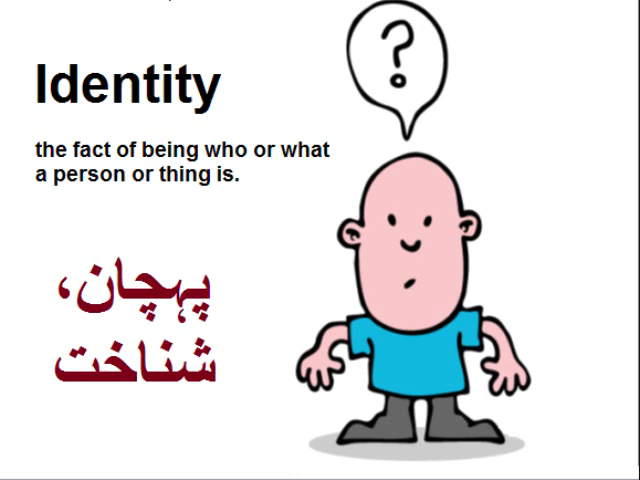 ?
Identity
the fact of being who or what
a person or thing is.
پہچان،
شناخت